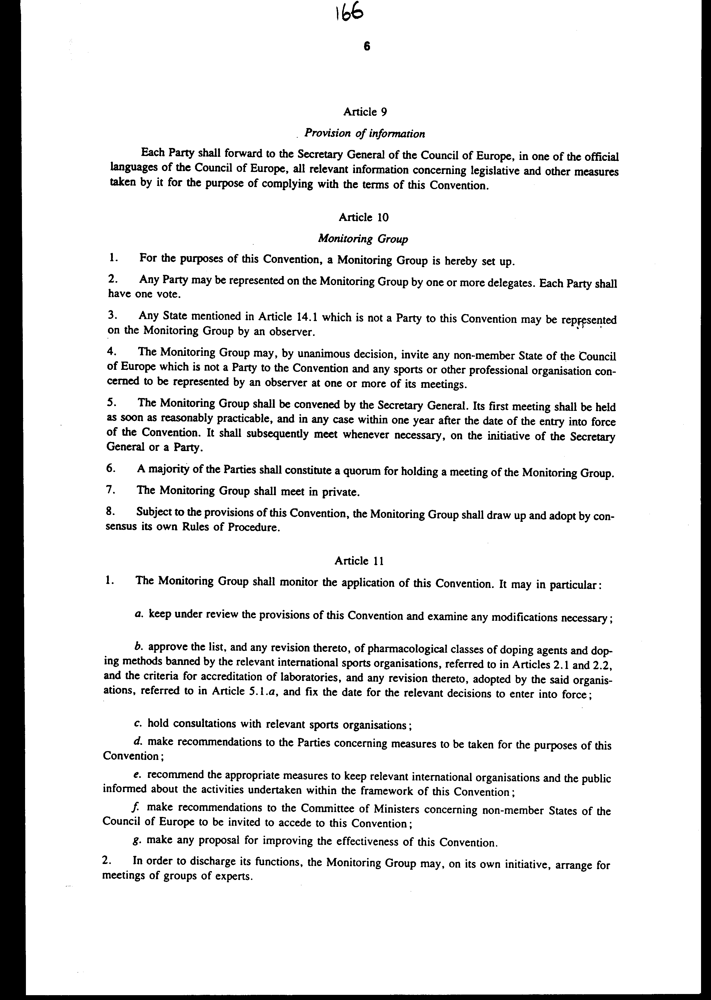 166
6
Article 9
Provision of information
Each Party shall forward to the Secretary General of the Council of Europe, in one of the official
languages of the Council of Europe, all relevant information concerning legislative and other measures
taken by it for the purpose of complying with the terms of this Convention.
Article 10
Monitoring Group
1. For the purposes of this Convention, a Monitoring Group is hereby set up.
2. Any Party may be represented on the Monitoring Group by one or more delegates. Each Party shall
have one vote.
3. Any State mentioned in Article 14.1 which is not a Party to this Convention may be represented
on the Monitoring Group by an observer.
4. The Monitoring Group may, by unanimous decision, invite any non-member State of the Council
of Europe which is not a Party to the Convention and any sports or other professional organisation con-
cerned to be represented by an observer at one or more of its meetings.
5. The Monitoring Group shall be convened by the Secretary General. Its first meeting shall be held
as soon as reasonably practicable, and in any case within one year after the date of the entry into force
of the Convention. It shall subsequently meet whenever necessary, on the initiative of the Secretary
General or a Party.
6. A majority of the Parties shall constitute a quorum for holding a meeting of the Monitoring Group.
7. The Monitoring Group shall meet in private.
8. Subject to the provisions of this Convention, the Monitoring Group shall draw up and adopt by con-
sensus its own Rules of Procedure.
Article 11
1. The Monitoring Group shall monitor the application of this Convention. It may in particular:
a. keep under review the provisions of this Convention and examine any modifications necessary;
b. approve the list, and any revision thereto, of pharmacological classes of doping agents and dop-
ing methods banned by the relevant international sports organisations, referred to in Articles 2.1 and 2.2,
and the criteria for accreditation of laboratories, and any revision thereto, adopted by the said organis-
ations, referred to in Article 5.1.a, and fix the date for the relevant decisions to enter into force;
c. hold consultations with relevant sports organisations;
d. make recommendations to the Parties concerning measures to be taken for the purposes of this
Convention;
e. recommend the appropriate measures to keep relevant international organisations and the public
informed about the activities undertaken within the framework of this Convention;
f. make recommendations to the Committee of Ministers concerning non-member States of the
Council of Europe to be invited to accede to this Convention;
g. make any proposal for improving the effectiveness of this Convention.
2. In order to discharge its functions, the Monitoring Group may, on its own initiative, arrange for
meetings of groups of experts.